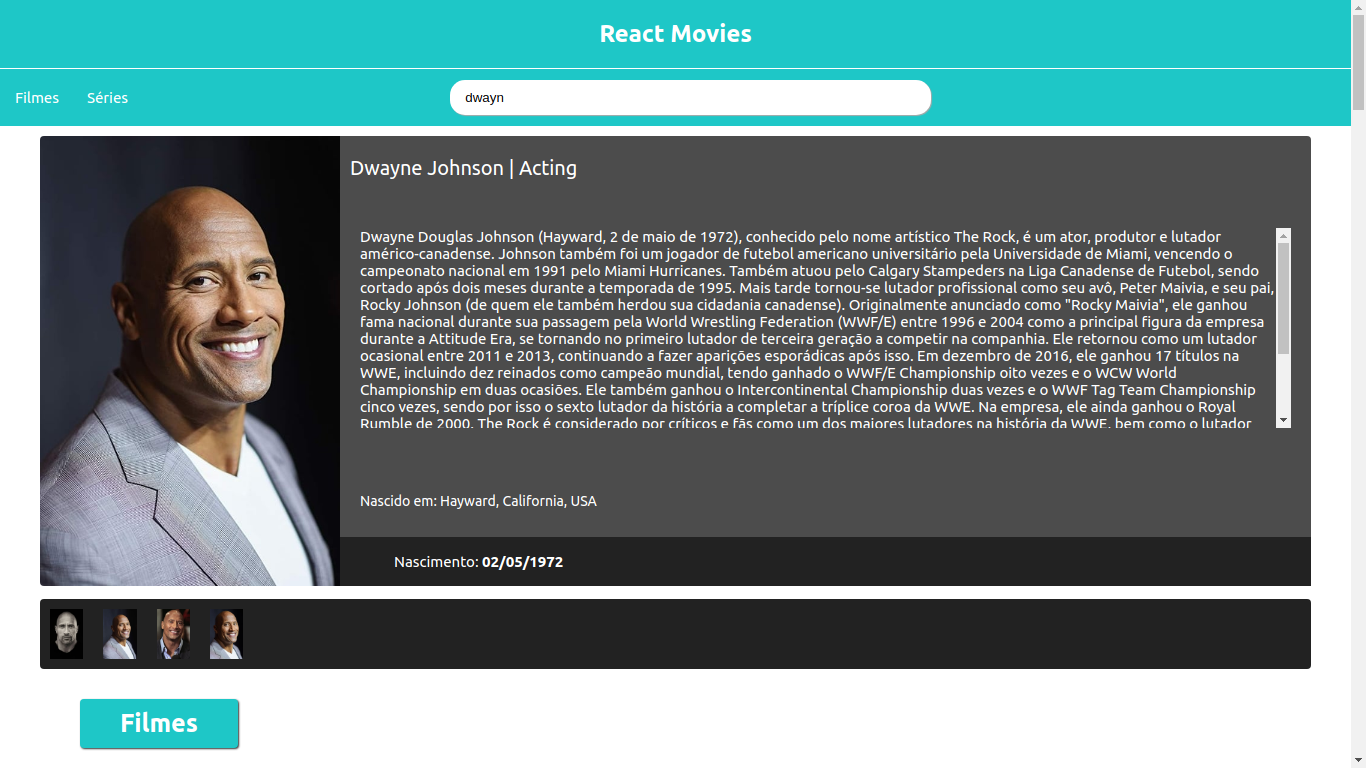 React Movies
Filmes Séries dwayn
Dwayne Johnson | Acting
Dwayne Douglas Johnson (Hayward, 2 de maio de 1972), conhecido pelo nome artístico The Rock, é um ator, produtor e lutador
américo-canadense. Johnson também foi um jogador de futebol americano universitário pela Universidade de Miami, vencendo o
campeonato nacional em 1991 pelo Miami Hurricanes. Também atuou pelo Calgary Stampeders na Liga Canadense de Futebol, sendo
cortado após dois meses durante a temporada de 1995. Mais tarde tornou-se lutador profissional como seu avô, Peter Maivia, e seu pai,
Rocky Johnson (de quem ele também herdou sua cidadania canadense). Originalmente anunciado como "Rocky Maivia", ele ganhou
fama nacional durante sua passagem pela World Wrestling Federation (WWF/E) entre 1996 e 2004 como a principal figura da empresa
durante a Attitude Era, se tornando no primeiro lutador de terceira geração a competir na companhia. Ele retornou como um lutador
ocasional entre 2011 e 2013, continuando a fazer aparições esporádicas após isso. Em dezembro de 2016, ele ganhou 17 títulos na
WWE, incluindo dez reinados como campeão mundial, tendo ganhado o WWF/E Championship oito vezes e o WCW World
Championship em duas ocasiões. Ele também ganhou o Intercontinental Championship duas vezes e o WWF Tag Team Championship
cinco vezes, sendo por isso o sexto lutador da história a completar a tríplice coroa da WWE. Na empresa, ele ainda ganhou o Royal
Rumble de 2000. The Rock é considerado por críticos e fãs como um dos maiores lutadores na história da WWE, bem como o lutador
Nascido em: Hayward, California, USA
Nascimento: 02/05/1972
Filmes